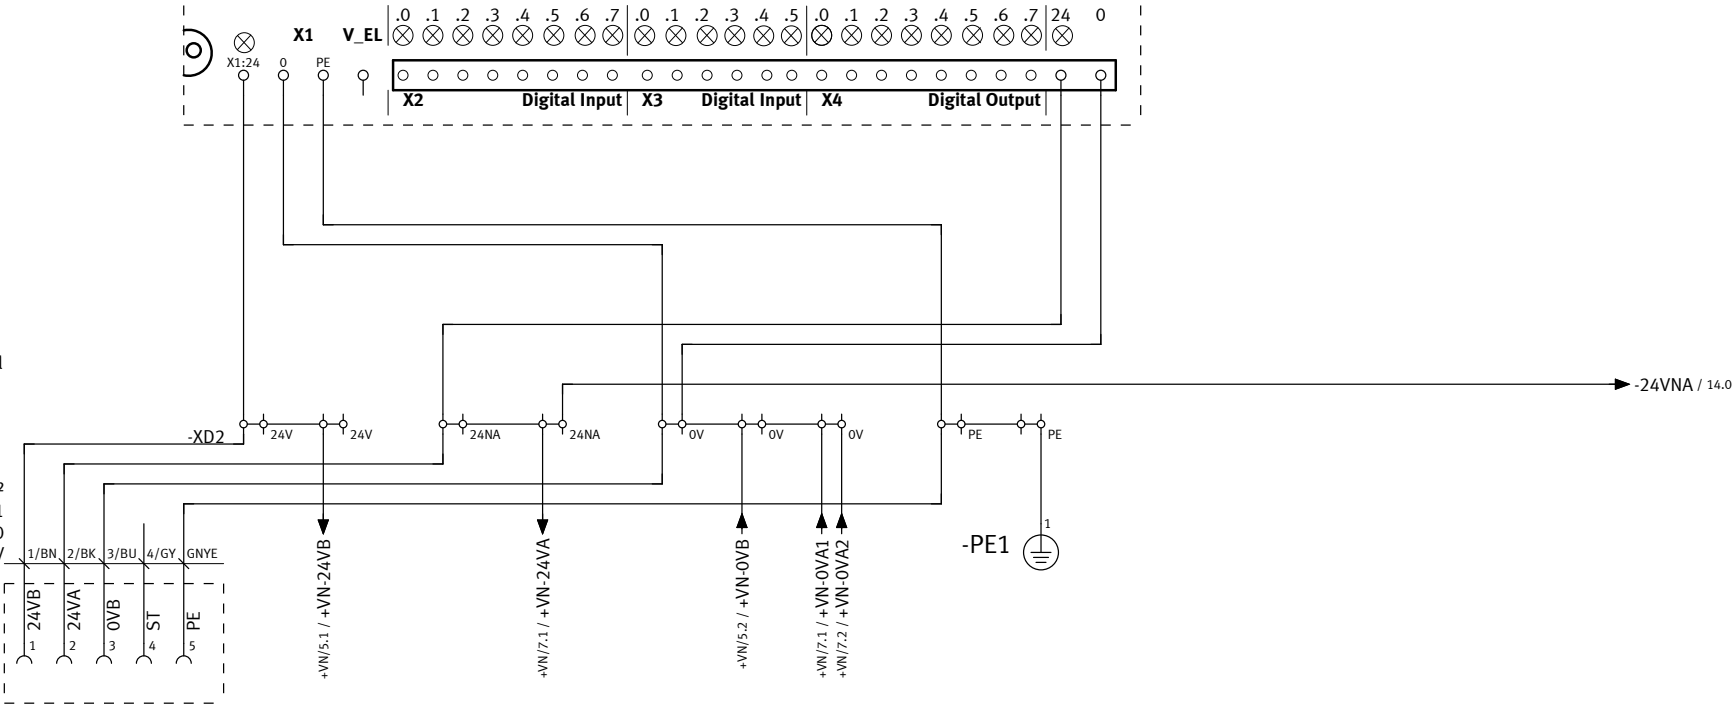 .0 .1 .2 .3 .4 .5 .6 .7 .0 .1 .2 .3 .4 .5 .0 .1 .2 .3 .4 .5 .6 .7 24 0
X1 V_EL
X1:24 0 PE
X2 Digital Input X3 Digital Input X4 Digital Output
-24VNA / 14.0
-XD2 24V 24V 24NA 24NA 0V 0V 0V PE PE
1
-PE1
1/BN 2/BK 3/BU 4/GY GNYE
24VB
24VA
0VB
ST
PE
1 2 3 4 5
+VN/5.1 / +VN-24VB
+VN/7.1 / +VN-24VA
+VN/5.2 / +VN-0VB
+VN/7.1 / +VN-0VA1
+VN/7.2 / +VN-0VA2